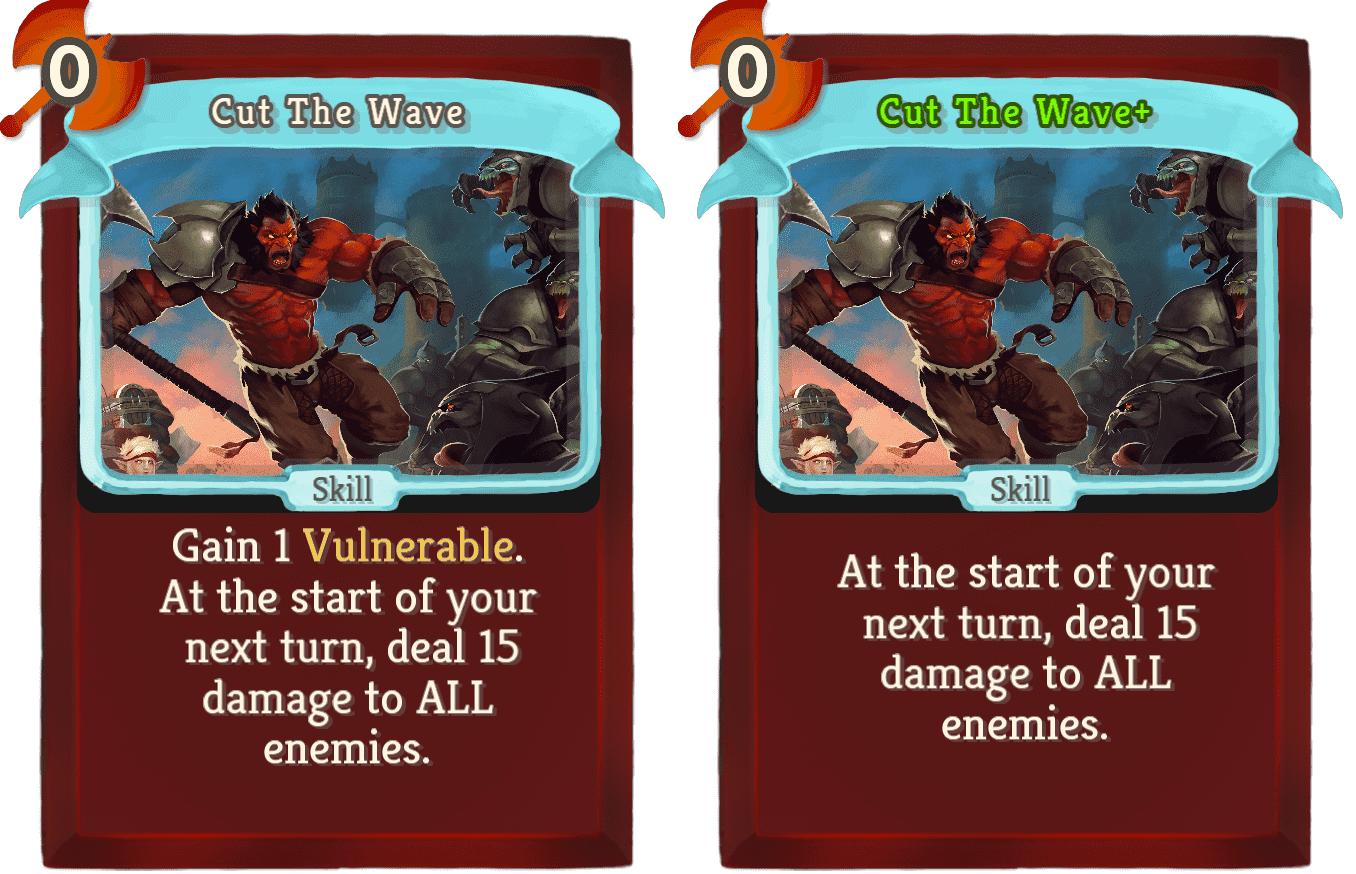 0
Cut The Wave
Skill
Gain 1 Vulnerable.
At the start of your
next turn, deal 15
damage to ALL
enemies.
0
Cut The Wave+
Skill
At the start of your
next turn, deal 15
damage to ALL
enemies.